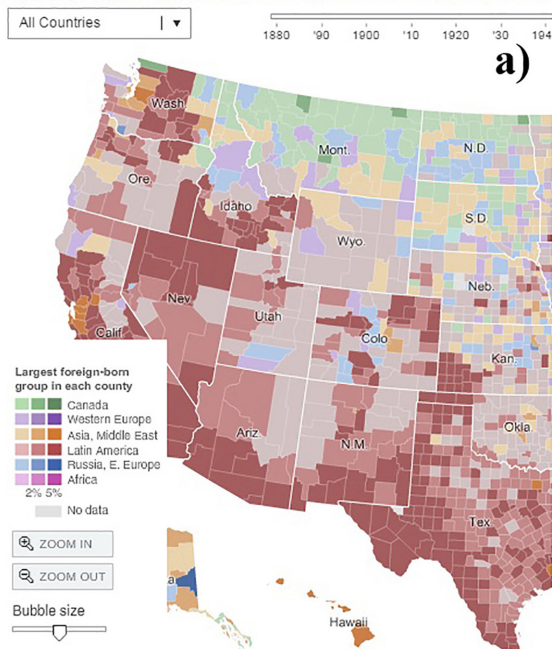 All Countries
1880 '90 1900 '10 1920 '30 194
a)
Wash.
Mont.
N.D.
Ore.
Idaho
S.D.
Wyo.
Neb.
Nev.
Utah
Colo
Kan.
Calif.
Largest foreign-born
group in each county
Canada
Western Europe
Asia, Middle East
Latin America
Russia, E. Europe
Africa
2% 5%
No data
Ariz.
N.M.
Okla.
Tex.
ZOOM IN
ZOOM OUT
Bubble size
a
Hawaii